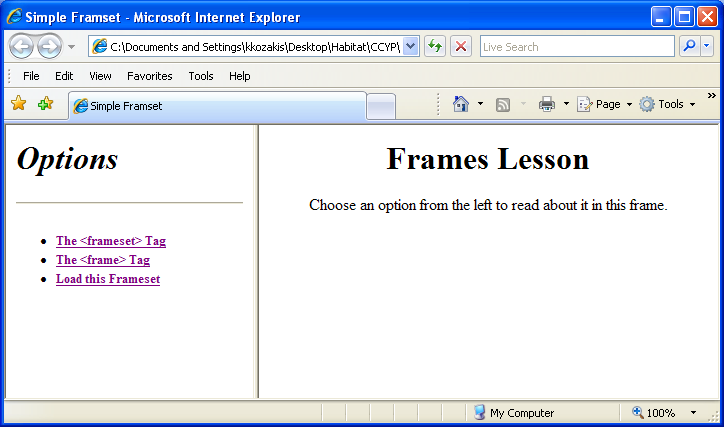 Simple Framset - Microsoft Internet Explorer
C:\Documents and Settings\kkozakis\Desktop\Habitat\CCYP\
Live Search
File Edit View Favorites Tools Help
Simple Framset
Page Tools »
Options
The <frameset> Tag
The <frame> Tag
Load this Frameset
Frames Lesson
Choose an option from the left to read about it in this frame.
My Computer
100%